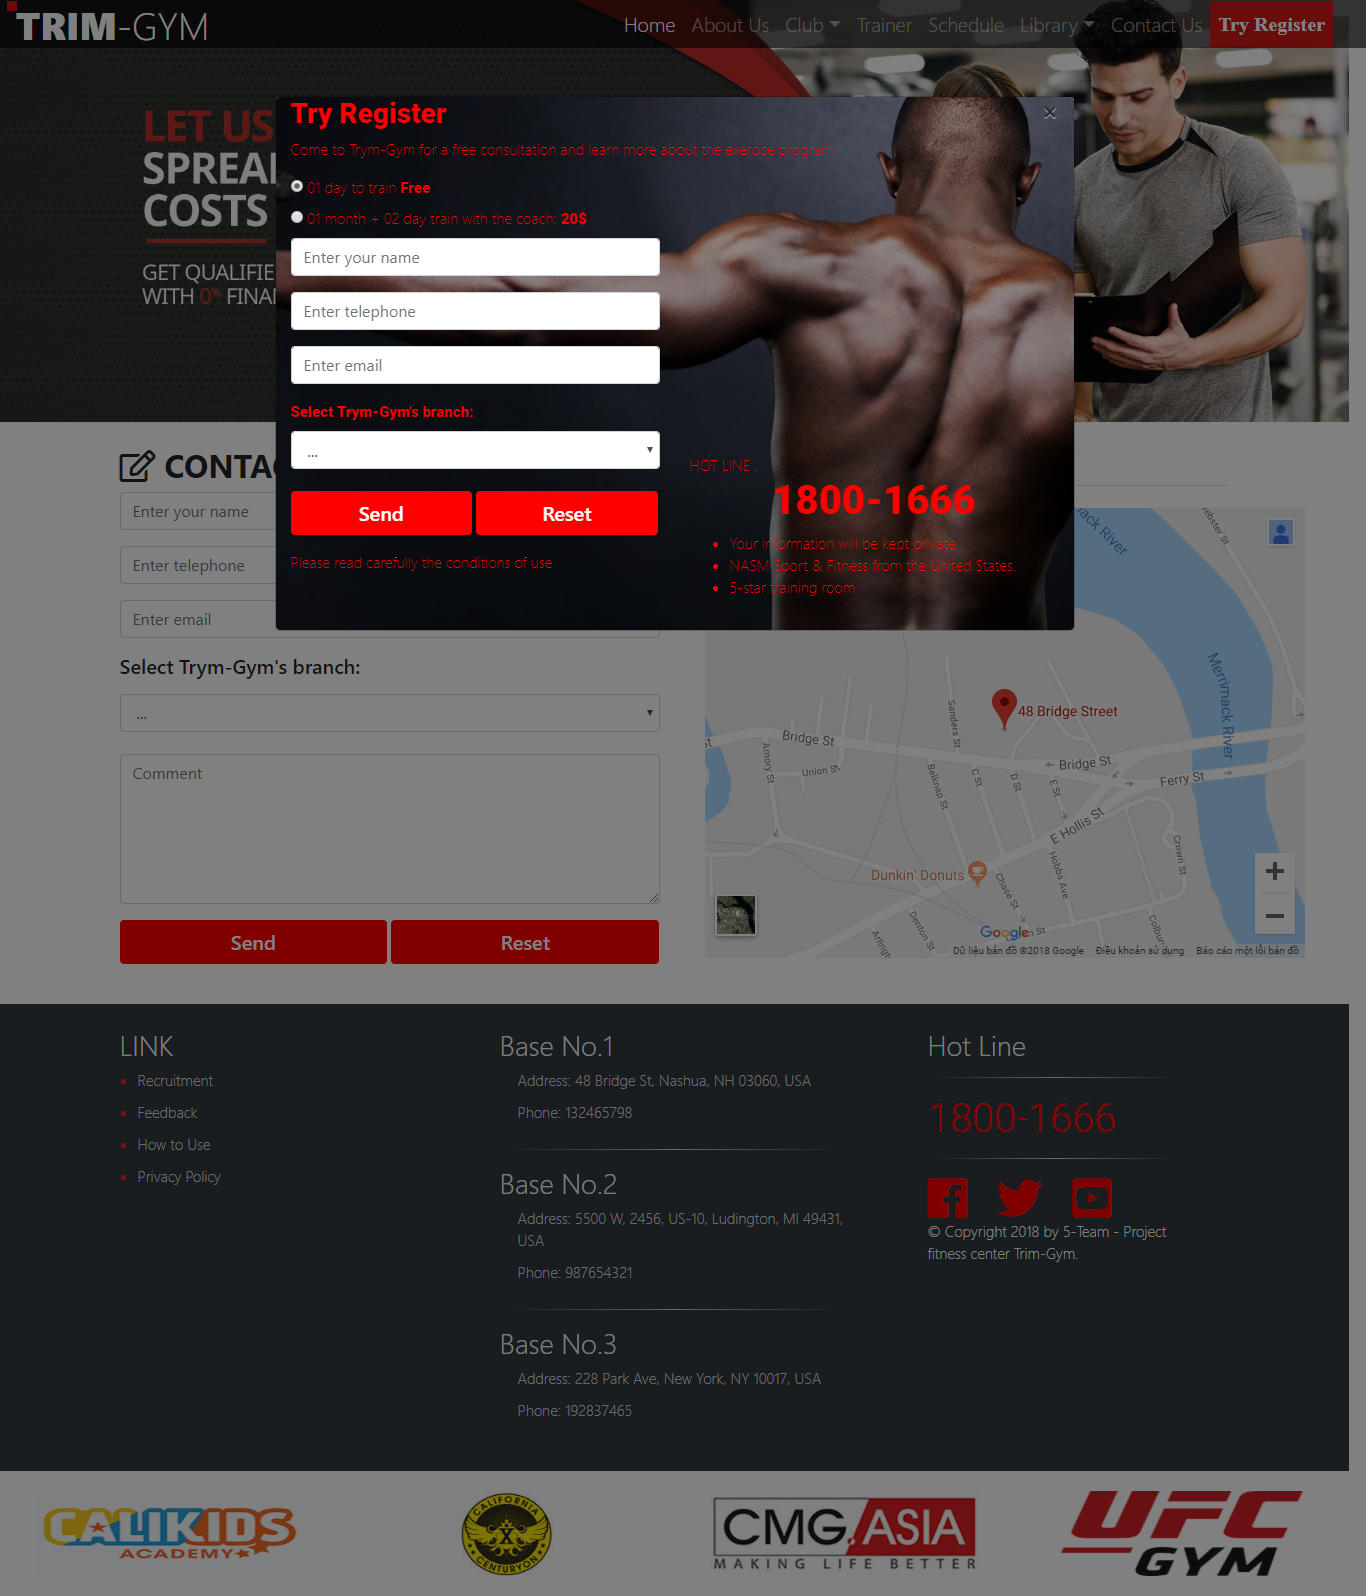 TRIM-GYM
Home About Us Club Trainer Schedule Library Contact Us Try Register
LET US
SPREA
COSTS
GET QUALIFIE
WITH 0% FINA
Try Register
×
Come to Trym-Gym for a free consultation and learn more about the exercise program.
01 day to train Free
01 month + 02 day train with the coach: 20$
Enter your name
Enter telephone
Enter email
Select Trym-Gym's branch:
...
Send Reset
Please read carefully the conditions of use
HOT LINE :
1800-1666
Your information will be kept private
NASM Sport & Fitness from the United States.
5-star training room
CONTA
Enter your name
Enter telephone
Enter email
Select Trym-Gym's branch:
...
Comment
Send Reset
Merrimack River
48 Bridge Street
Bridge St
Amory St
Union St
Sanders St
Belknap St
C St
D St
E St
Bridge St
Ferry St
E Hollis St
Crown St
Hobbs Ave
Dunkin' Donuts
Chase St
Denton St
Google
Dữ liệu bản đồ ©2018 Google Điều khoản sử dụng Báo cáo một lỗi bản đồ
LINK
Recruitment
Feedback
How to Use
Privacy Policy
Base No.1
Address: 48 Bridge St, Nashua, NH 03060, USA
Phone: 132465798
Base No.2
Address: 5500 W, 2456, US-10, Ludington, MI 49431,
USA
Phone: 987654321
Base No.3
Address: 228 Park Ave, New York, NY 10017, USA
Phone: 192837465
Hot Line
1800-1666
© Copyright 2018 by 5-Team - Project
fitness center Trim-Gym.
CALIKIDS
ACADEMY
CALIFORNIA
CENTURYON
CMG.ASIA
MAKING LIFE BETTER
UFC
GYM